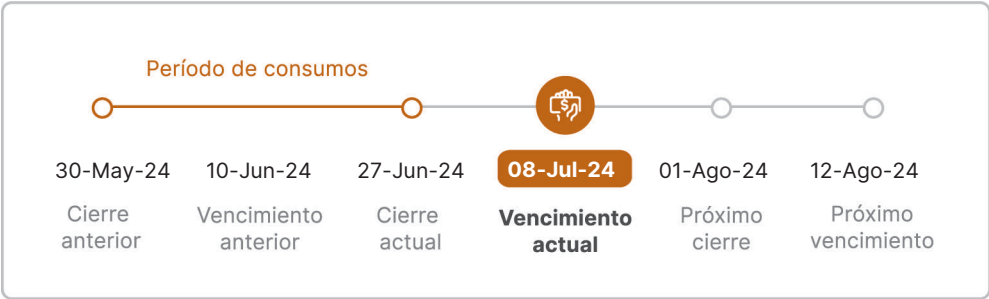 Período de consumos
$
30-May-24 10-Jun-24 27-Jun-24 08-Jul-24 01-Ago-24 12-Ago-24
Cierre Vencimiento Cierre Vencimiento Próximo Próximo
anterior anterior actual actual cierre vencimiento